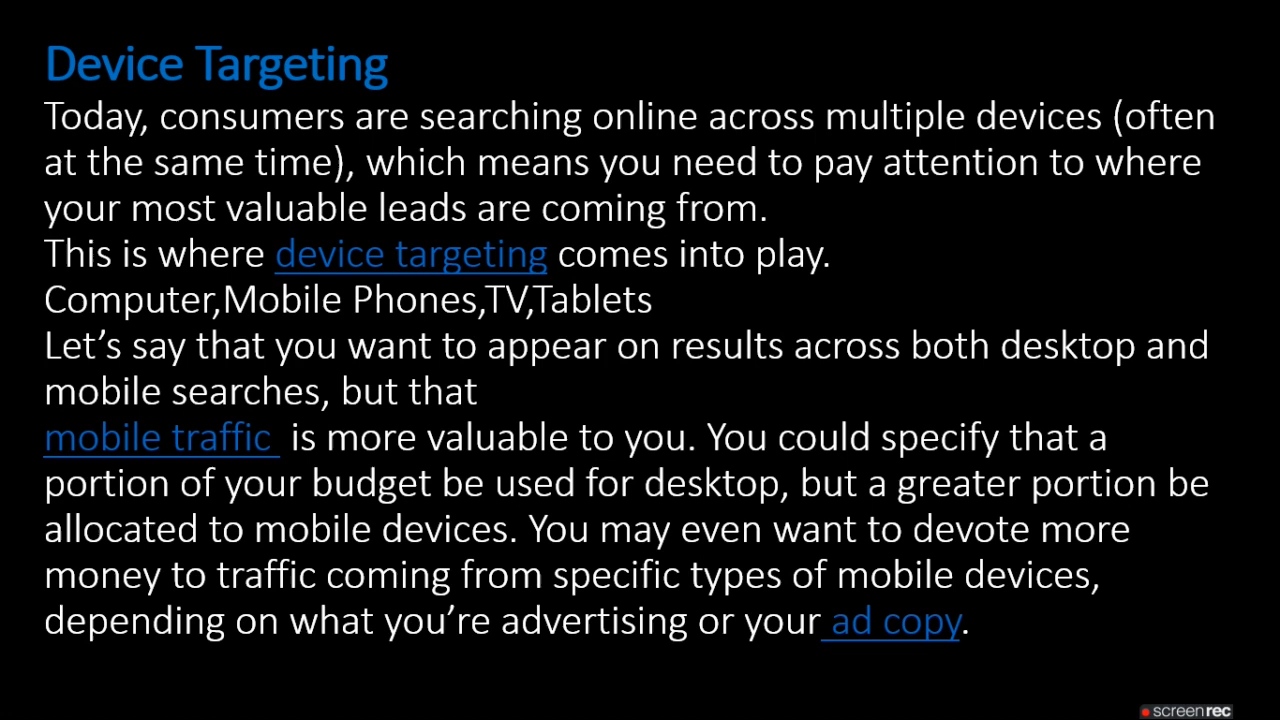 Device Targeting
Today, consumers are searching online across multiple devices (often
at the same time), which means you need to pay attention to where
your most valuable leads are coming from.
This is where device targeting comes into play.
Computer,Mobile Phones,TV,Tablets
Let’s say that you want to appear on results across both desktop and
mobile searches, but that
mobile traffic  is more valuable to you. You could specify that a
portion of your budget be used for desktop, but a greater portion be
allocated to mobile devices. You may even want to devote more
money to traffic coming from specific types of mobile devices,
depending on what you’re advertising or your ad copy.
screenrec